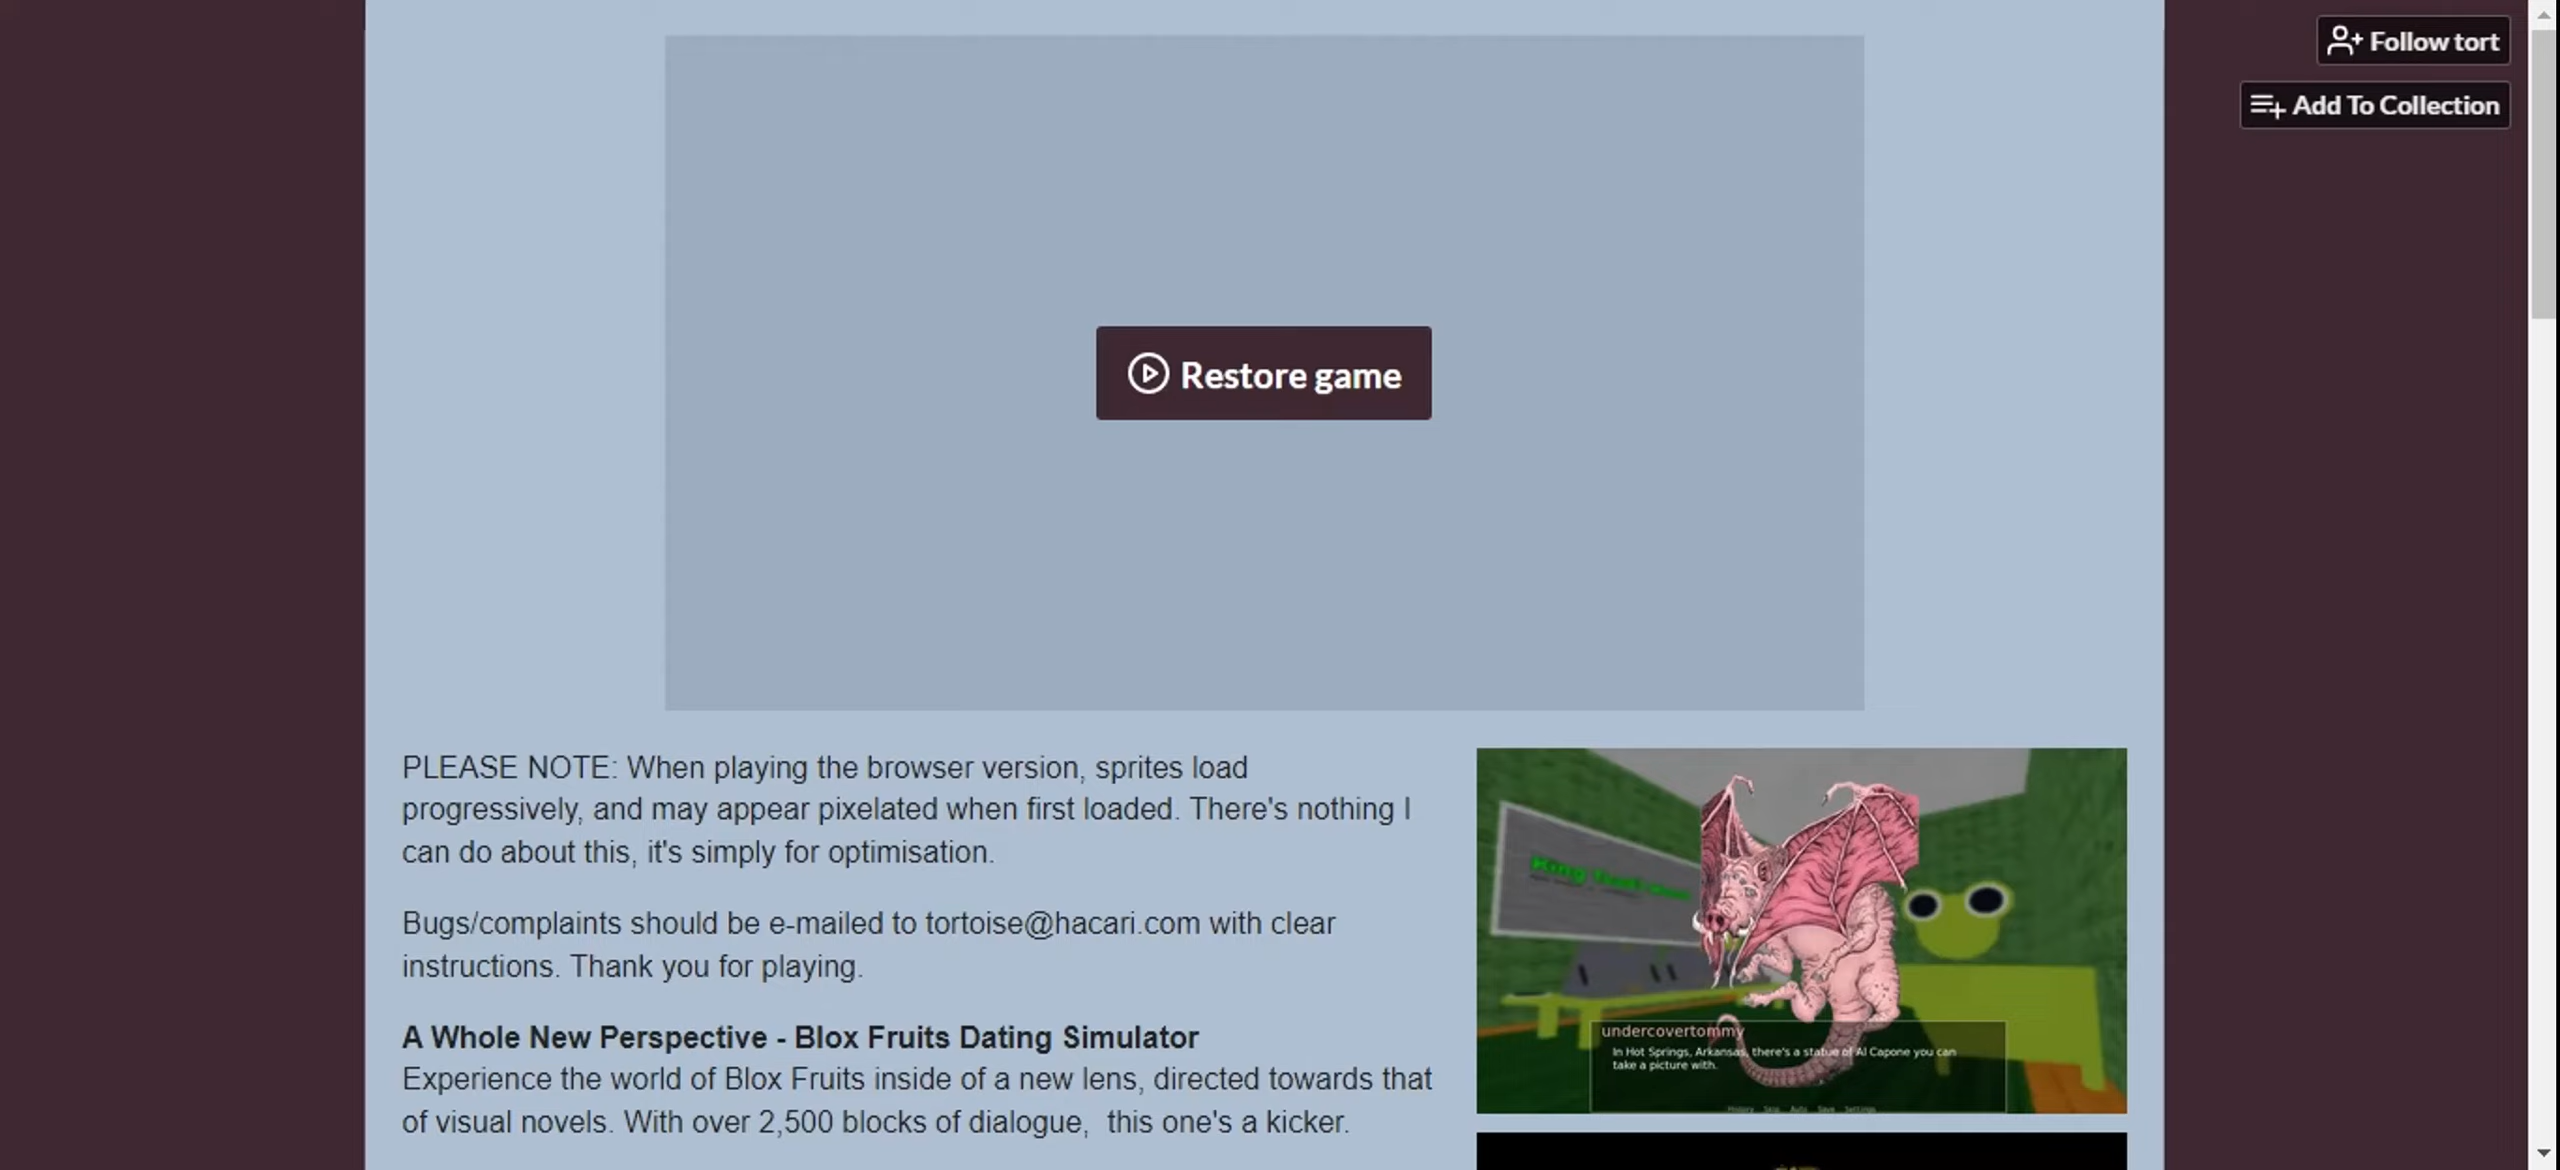 Follow tort
Add To Collection
Restore game
PLEASE NOTE: When playing the browser version, sprites load
progressively, and may appear pixelated when first loaded. There's nothing I
can do about this, it's simply for optimisation.
Bugs/complaints should be e-mailed to tortoise@hacari.com with clear
instructions. Thank you for playing.
A Whole New Perspective - Blox Fruits Dating Simulator
Experience the world of Blox Fruits inside of a new lens, directed towards that
of visual novels. With over 2,500 blocks of dialogue,  this one's a kicker.
undercovertommy
In Hot Springs, Arkansas, there's a statue of Al Capone you can
take a picture with.
History Skip Auto Save Settings